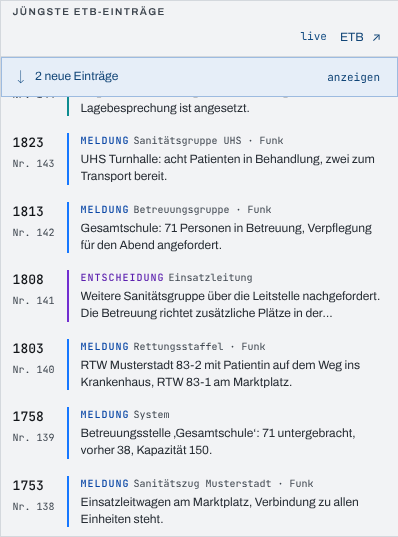 JÜNGSTE ETB-EINTRÄGE
live ETB ↗
↓ 2 neue Einträge anzeigen
Lagebesprechung ist angesetzt.
1823 MELDUNG Sanitätsgruppe UHS · Funk
Nr. 143 UHS Turnhalle: acht Patienten in Behandlung, zwei zum
Transport bereit.
1813 MELDUNG Betreuungsgruppe · Funk
Nr. 142 Gesamtschule: 71 Personen in Betreuung, Verpflegung
für den Abend angefordert.
1808 ENTSCHEIDUNG Einsatzleitung
Nr. 141 Weitere Sanitätsgruppe über die Leitstelle nachgefordert.
Die Betreuung richtet zusätzliche Plätze in der…
1803 MELDUNG Rettungsstaffel · Funk
Nr. 140 RTW Musterstadt 83-2 mit Patientin auf dem Weg ins
Krankenhaus, RTW 83-1 am Marktplatz.
1758 MELDUNG System
Nr. 139 Betreuungsstelle ‚Gesamtschule‘: 71 untergebracht,
vorher 38, Kapazität 150.
1753 MELDUNG Sanitätszug Musterstadt · Funk
Nr. 138 Einsatzleitwagen am Marktplatz, Verbindung zu allen
Einheiten steht.